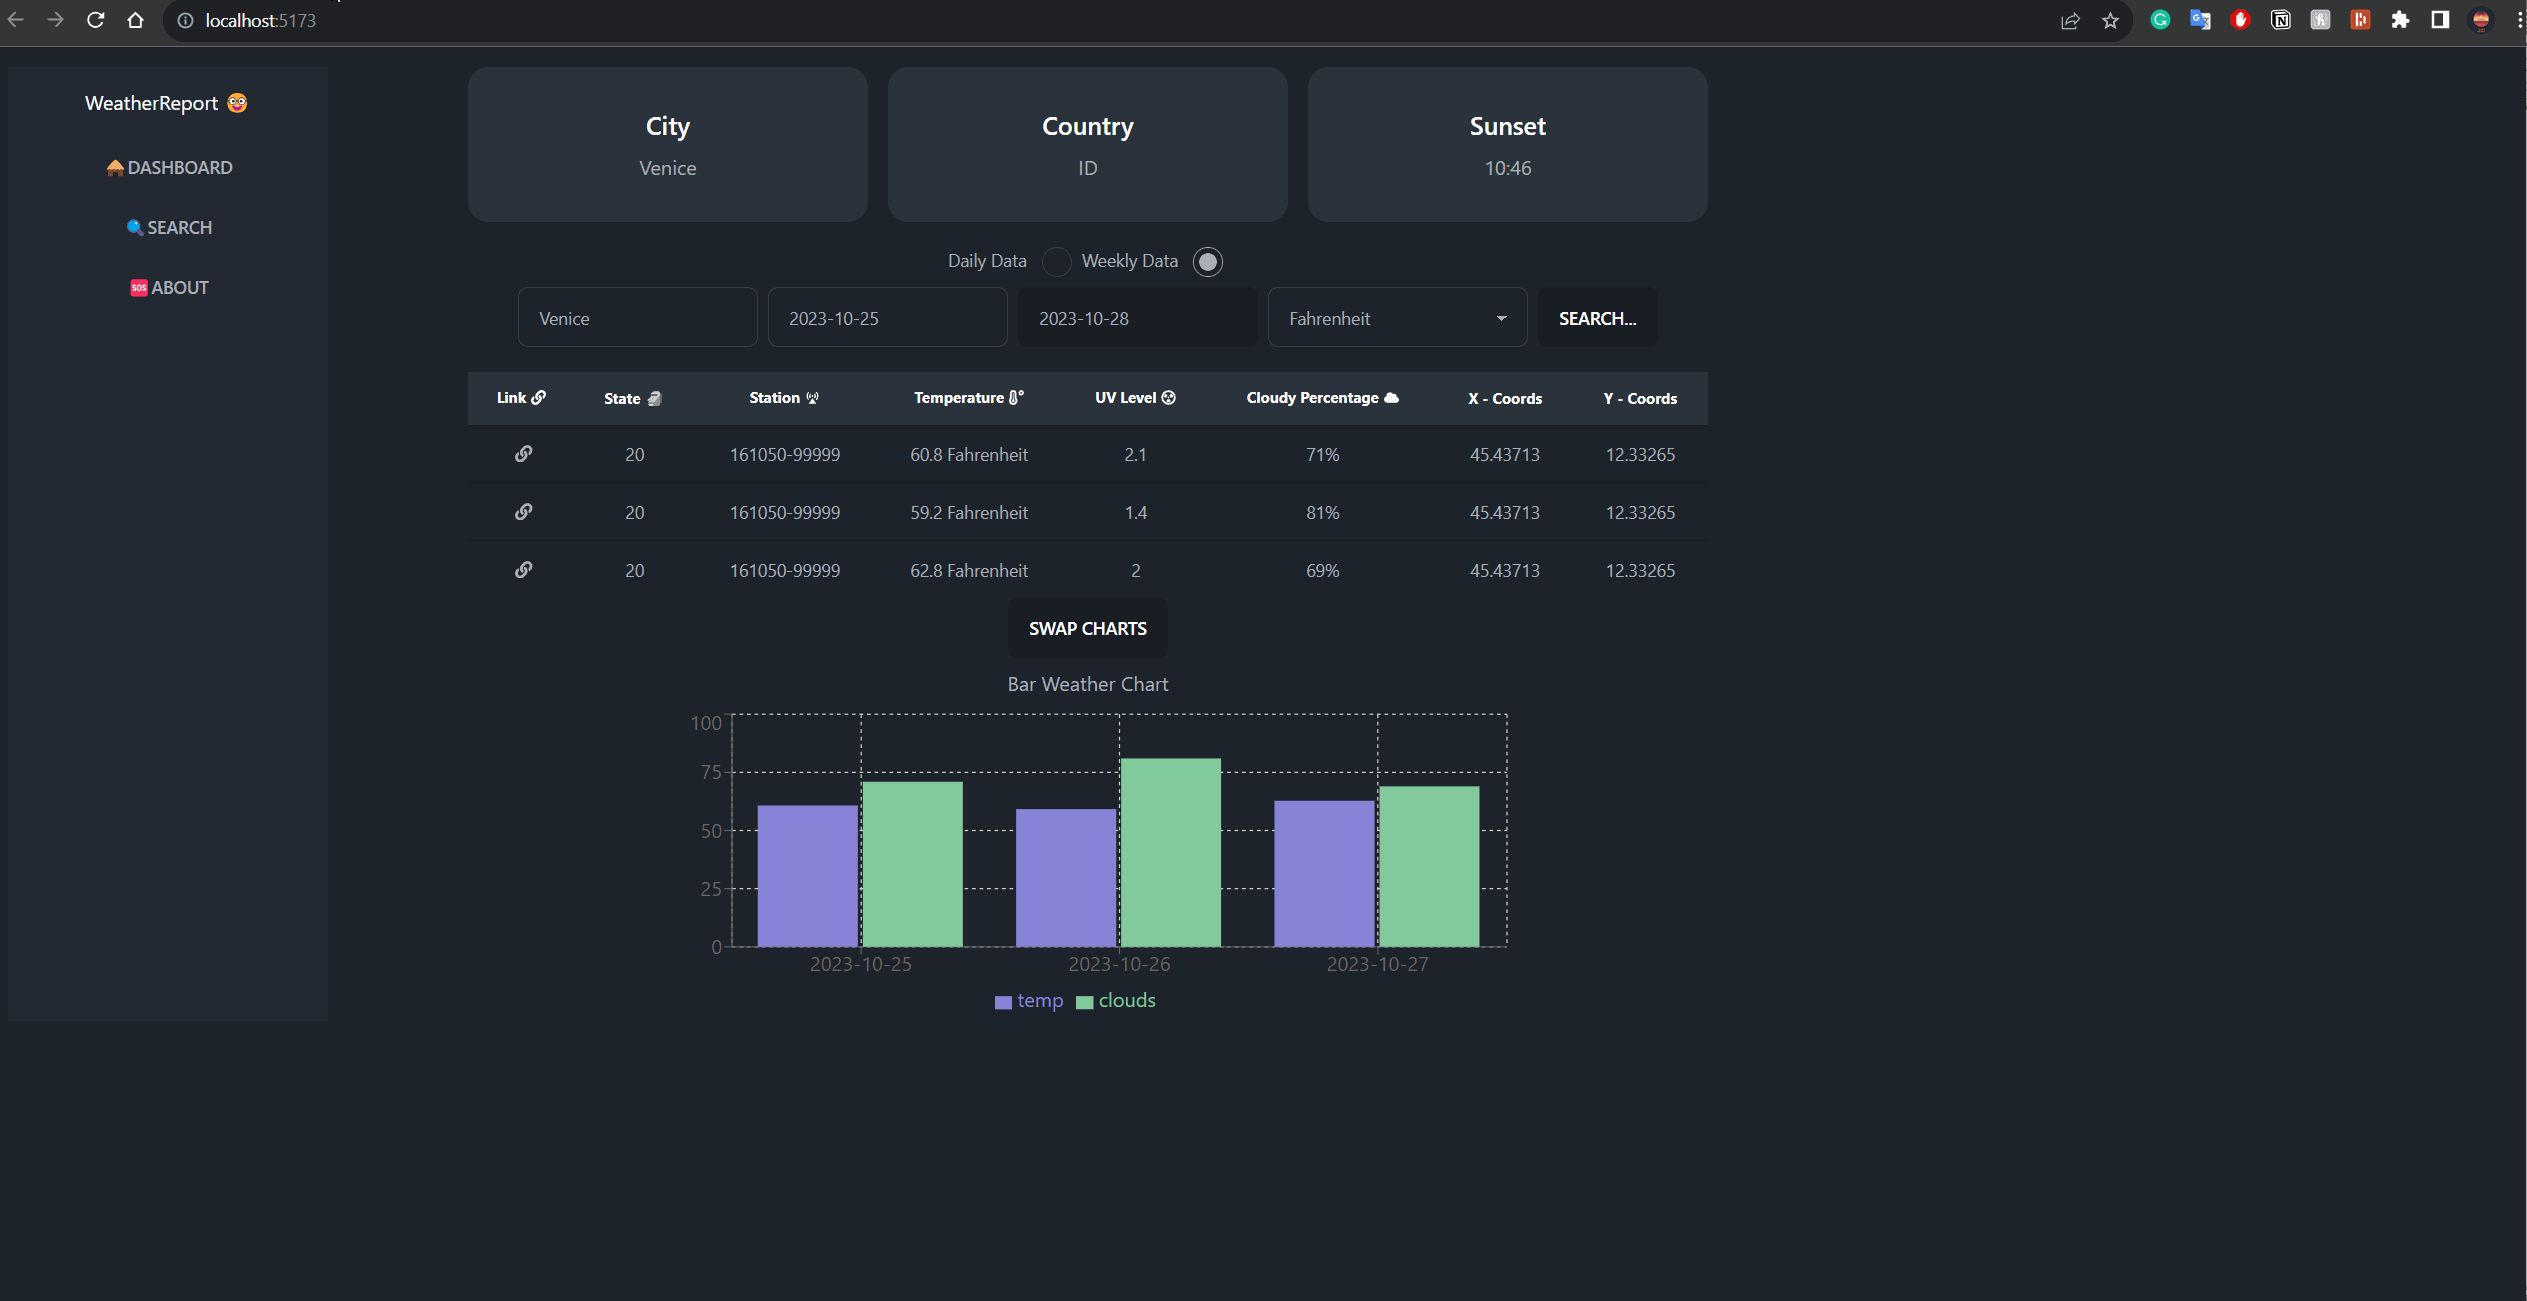 localhost:5173
WeatherReport
DASHBOARD
SEARCH
SOS ABOUT
City
Venice
Country
ID
Sunset
10:46
Daily Data Weekly Data
Venice 2023-10-25 2023-10-28 Fahrenheit SEARCH...
Link State Station Temperature UV Level Cloudy Percentage X - Coords Y - Coords
20 161050-99999 60.8 Fahrenheit 2.1 71% 45.43713 12.33265
20 161050-99999 59.2 Fahrenheit 1.4 81% 45.43713 12.33265
20 161050-99999 62.8 Fahrenheit 2 69% 45.43713 12.33265
SWAP CHARTS
Bar Weather Chart
100
75
50
25
0
2023-10-25 2023-10-26 2023-10-27
temp clouds